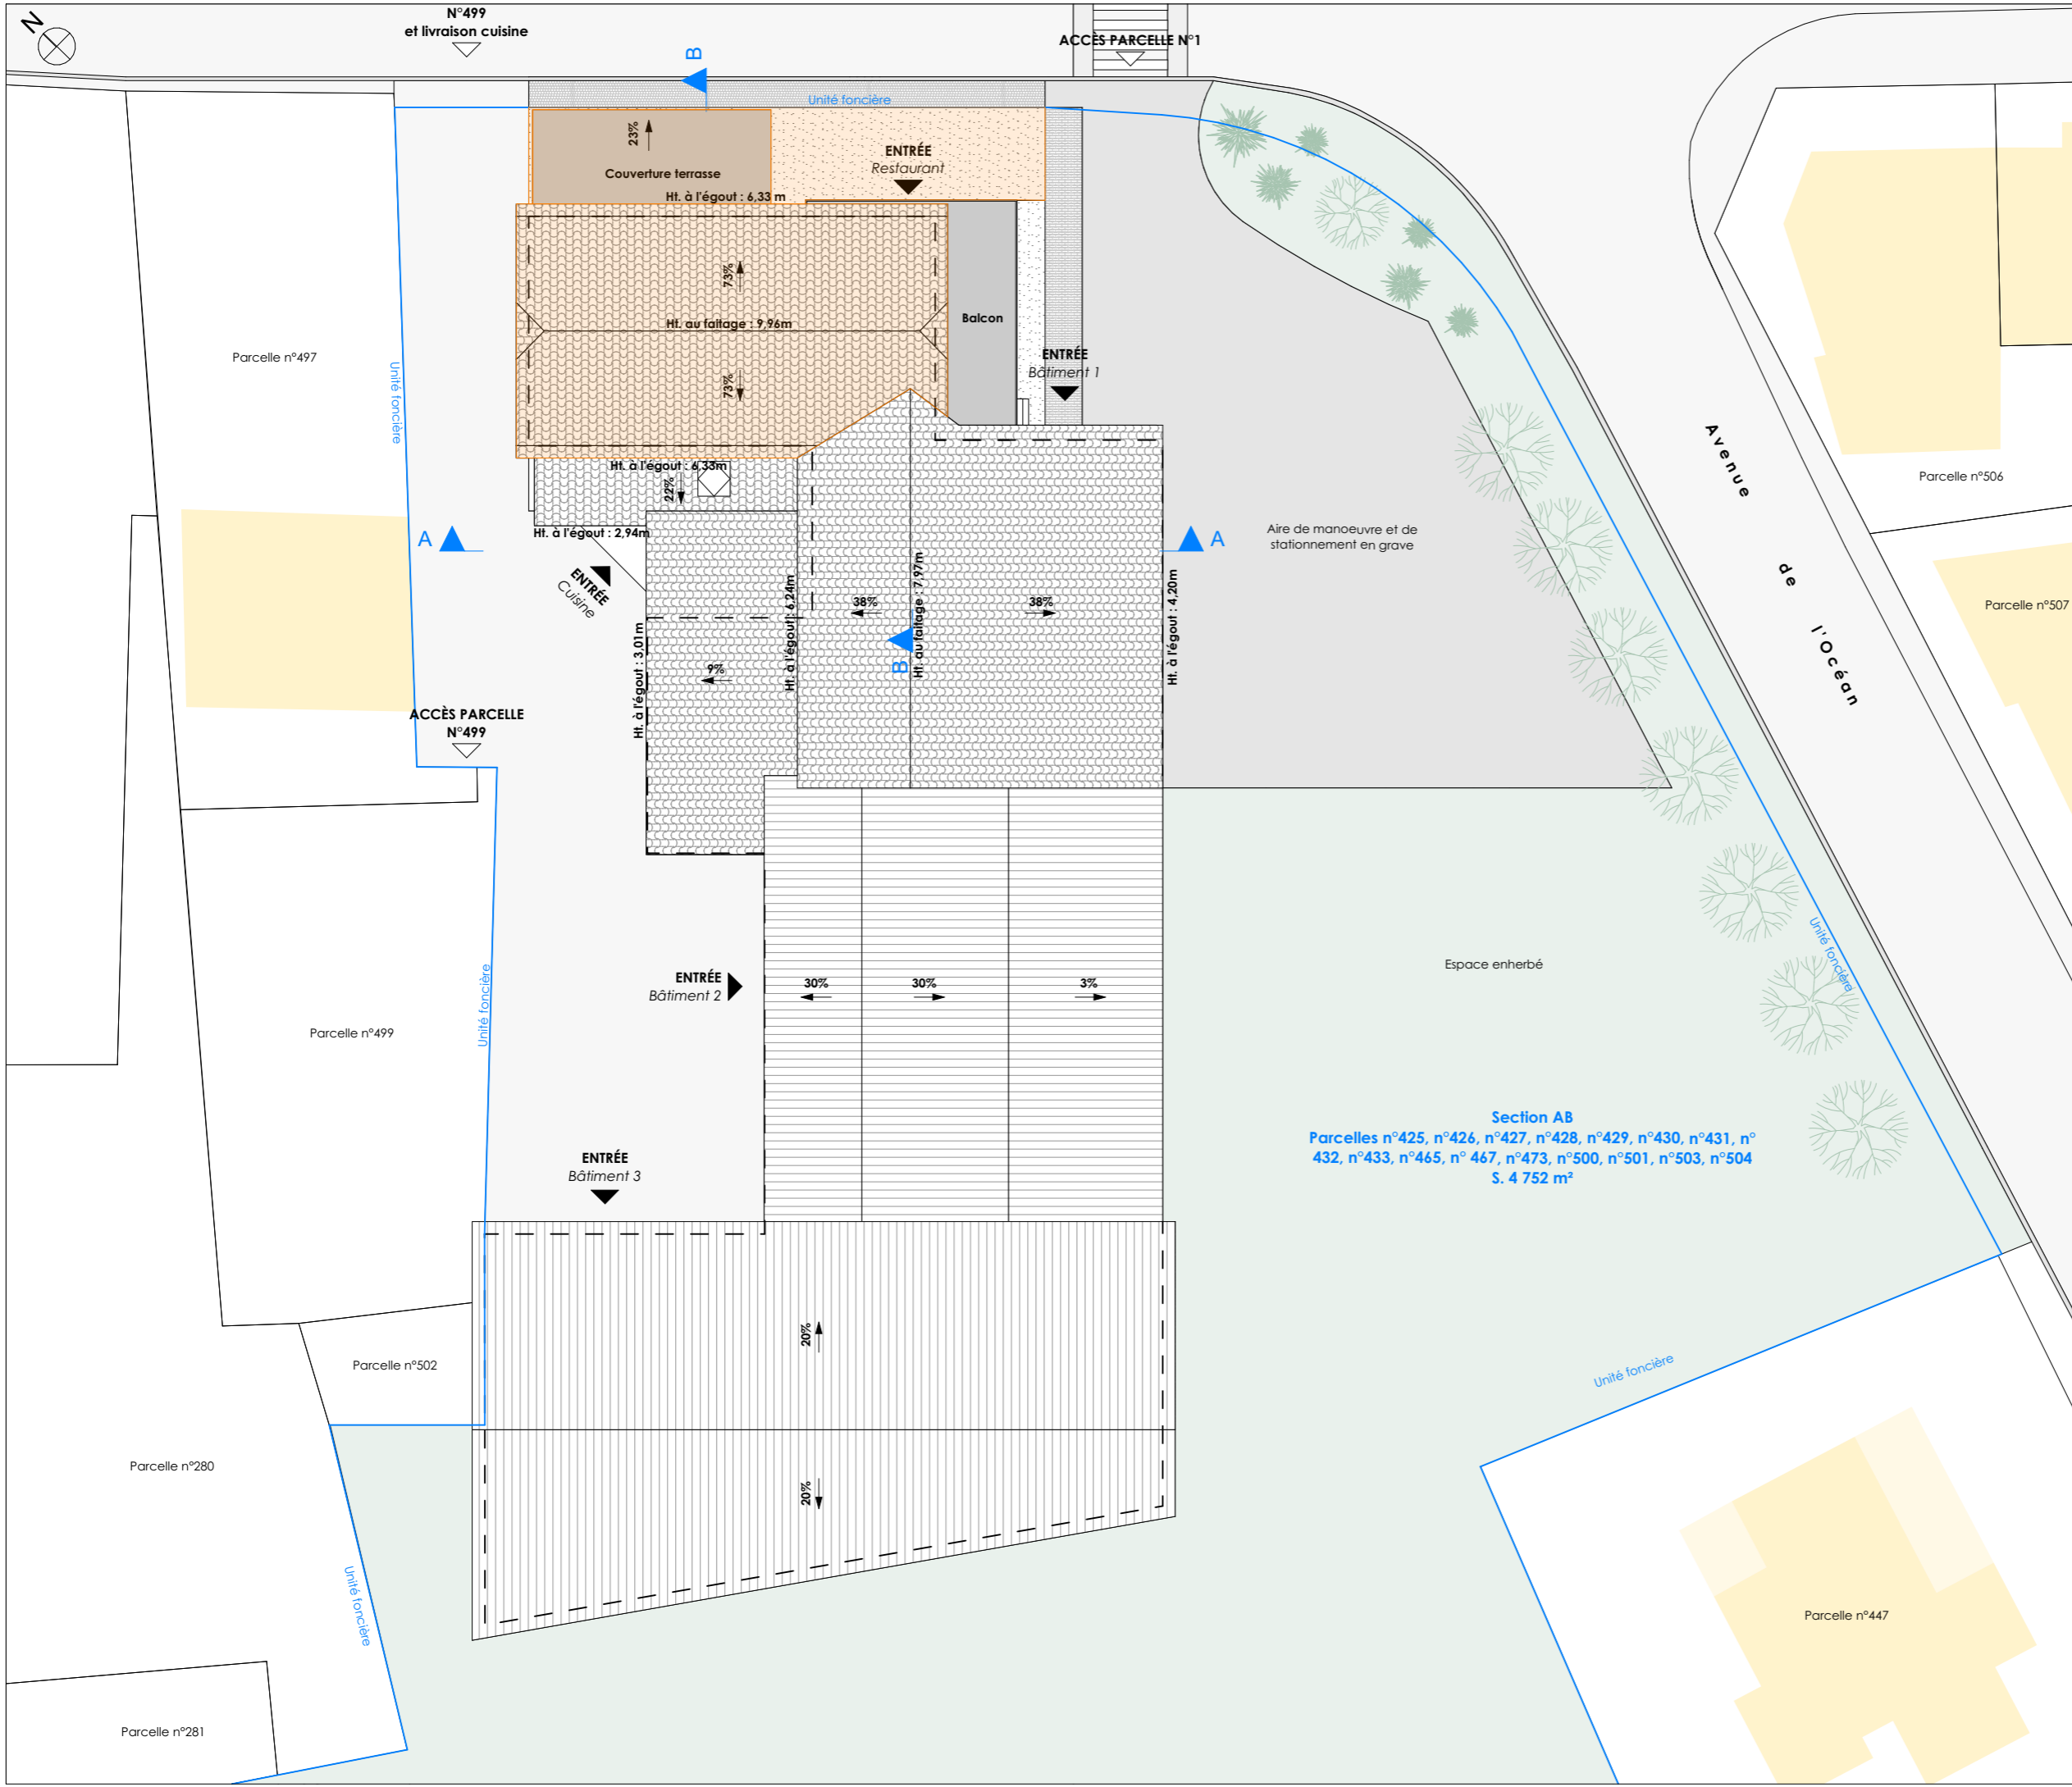 N
N°499
et livraison cuisine
ACCÈS PARCELLE N°1
B
Unité foncière
23%
Couverture terrasse
ENTRÉE
Restaurant
Ht. à l'égout : 6,33 m
73%
Ht. au faîtage : 9,96m
73%
Balcon
ENTRÉE
Bâtiment 1
Parcelle n°497
Unité foncière
Ht. à l'égout : 6,33m
22%
Ht. à l'égout : 2,94m
A
A
Aire de manoeuvre et de
stationnement en grave
Avenue
de
l'Océan
Parcelle n°506
Parcelle n°507
ENTRÉE
Cuisine
Ht. à l'égout : 3,01m
9%
Ht. à l'égout : 6,24m
38%
Ht. au faîtage : 7,97m
B
38%
Ht. à l'égout : 4,20m
ACCÈS PARCELLE
N°499
ENTRÉE
Bâtiment 2
30%
30%
3%
Espace enherbé
Unité foncière
Unité foncière
Parcelle n°499
Section AB
Parcelles n°425, n°426, n°427, n°428, n°429, n°430, n°431, n°
432, n°433, n°465, n° 467, n°473, n°500, n°501, n°503, n°504
S. 4 752 m²
ENTRÉE
Bâtiment 3
20%
Parcelle n°502
Unité foncière
Parcelle n°280
20%
Unité foncière
Parcelle n°447
Parcelle n°281